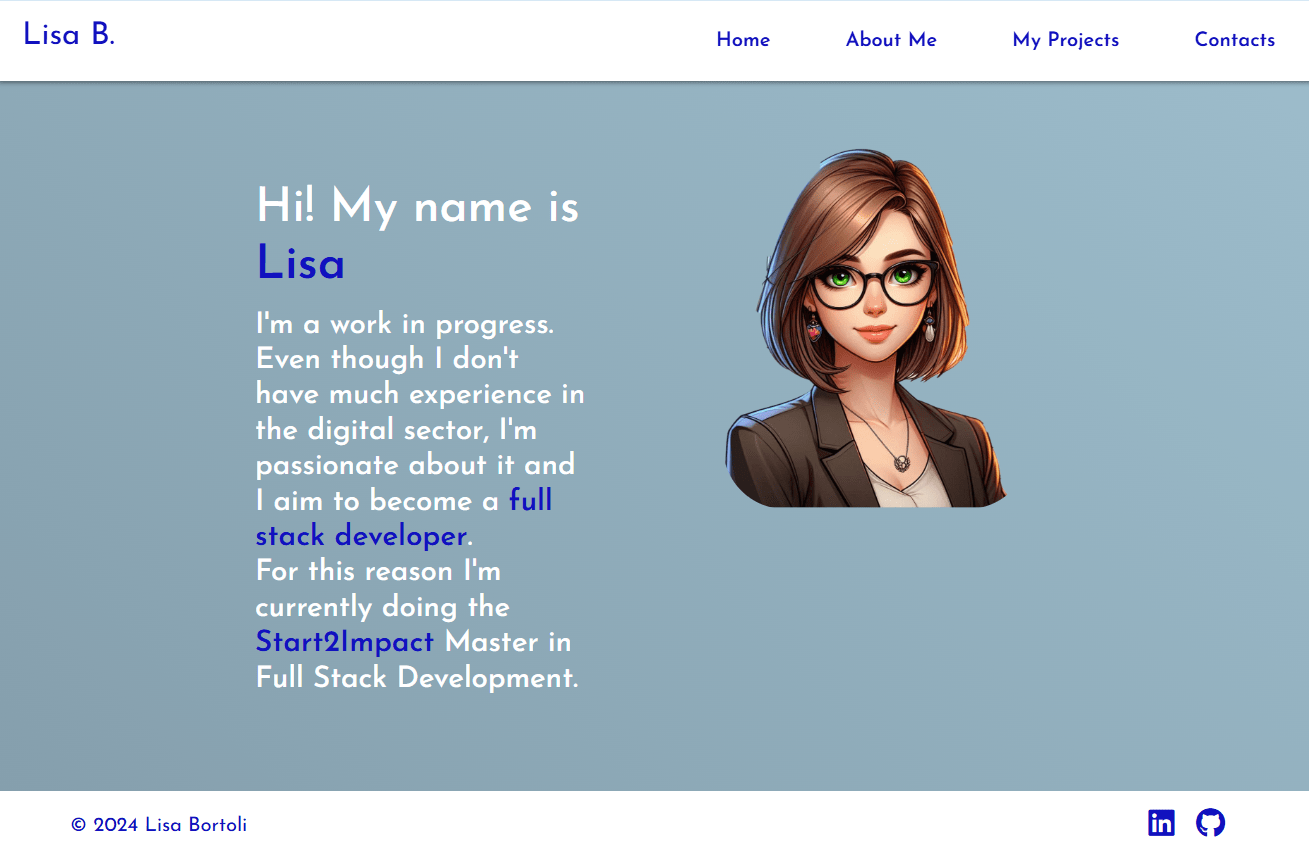 Lisa B.
Home
About Me
My Projects
Contacts
Hi! My name is
Lisa
I'm a work in progress.
Even though I don't
have much experience in
the digital sector, I'm
passionate about it and
I aim to become a full
stack developer.
For this reason I'm
currently doing the
Start2Impact Master in
Full Stack Development.
© 2024 Lisa Bortoli
in